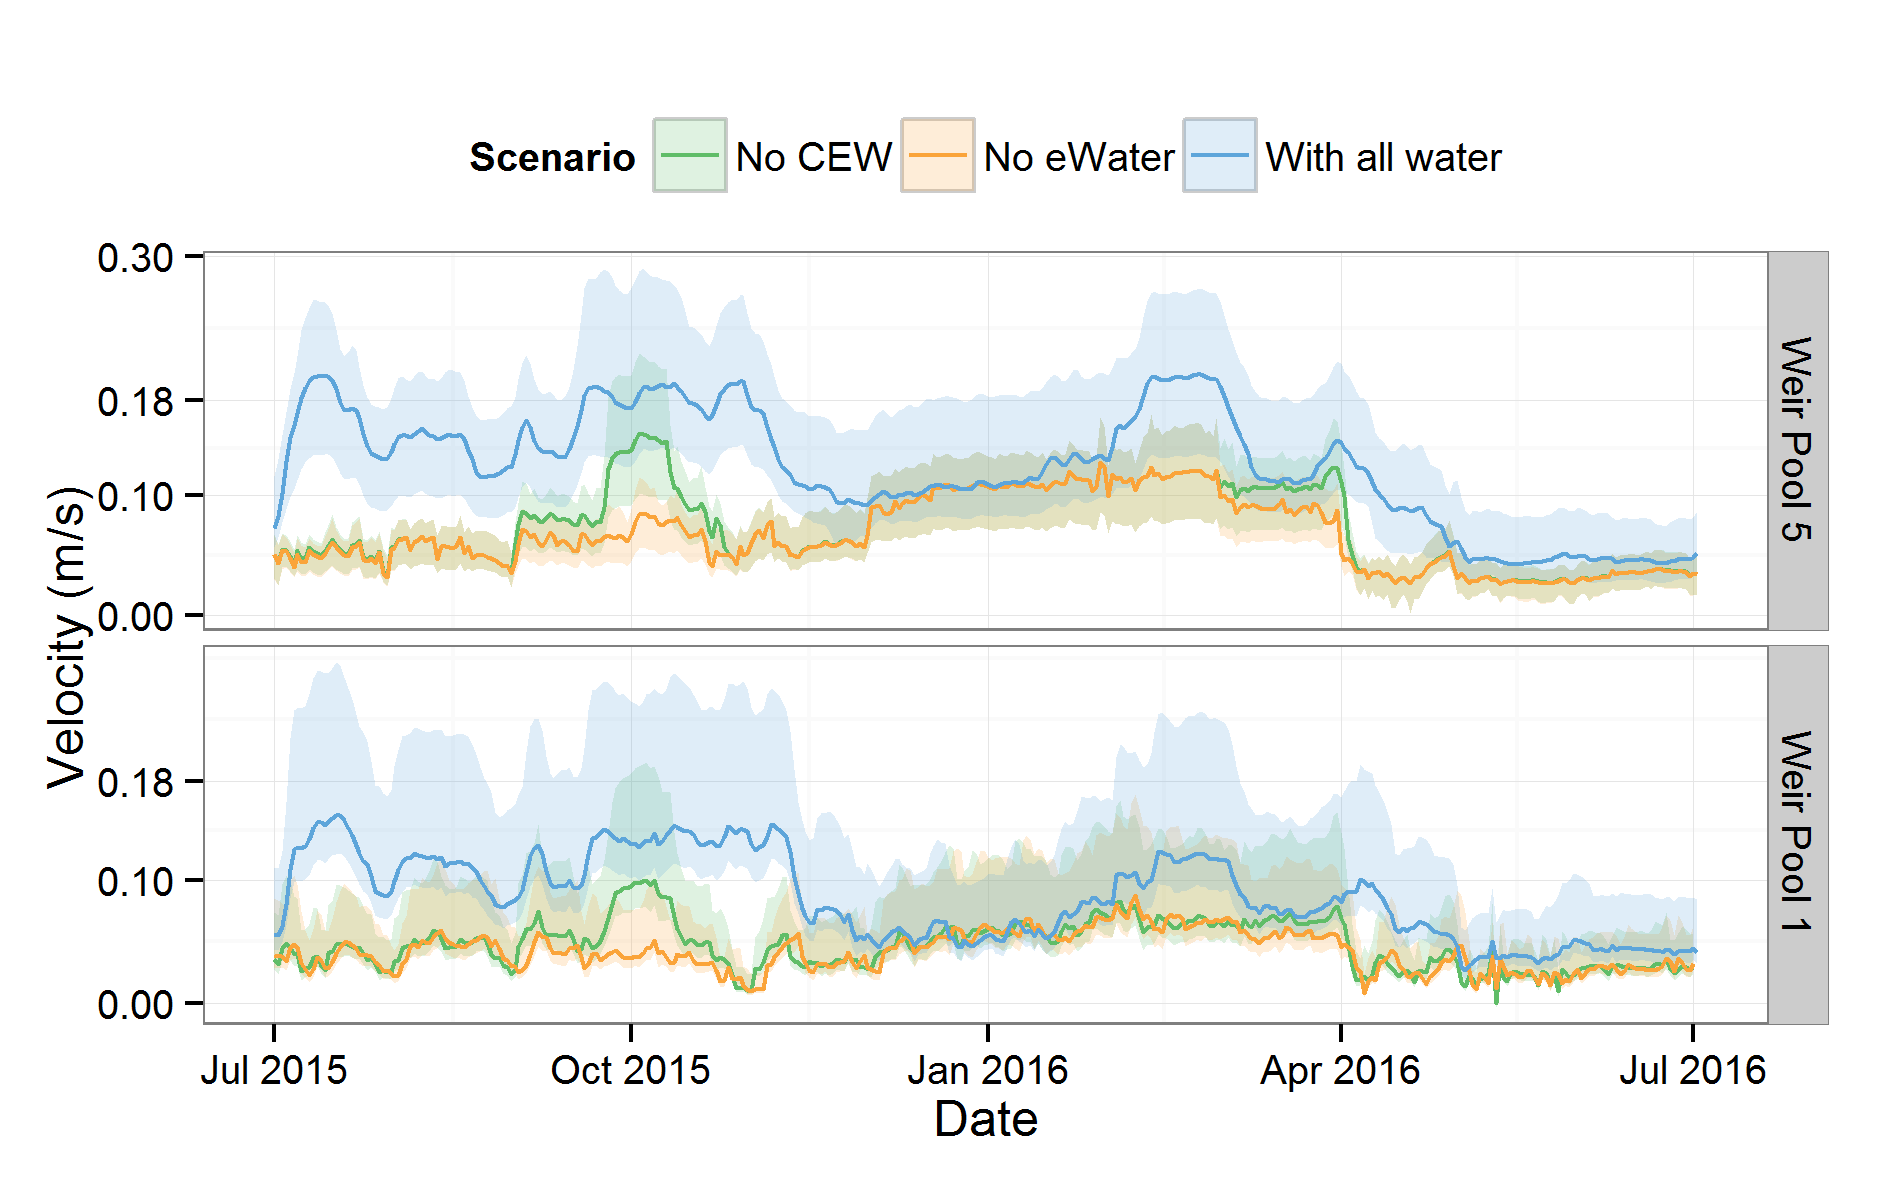 Scenario No CEW No eWater With all water
0.30
0.18
0.10
0.00
Weir Pool 5
Velocity (m/s)
0.18
0.10
0.00
Weir Pool 1
Jul 2015 Oct 2015 Jan 2016 Apr 2016 Jul 2016
Date